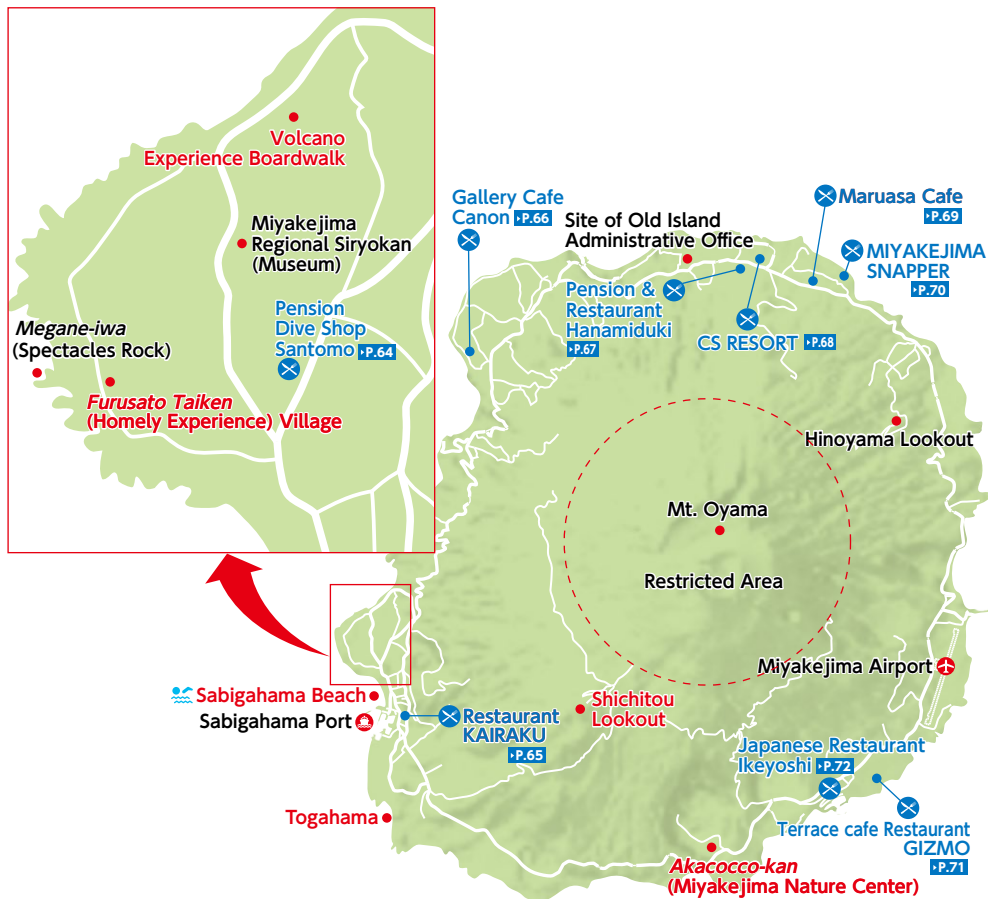 Volcano
Experience Boardwalk
Miyakejima
Regional Siryokan
(Museum)
Pension
Dive Shop
Santomo P.64
Megane-iwa
(Spectacles Rock)
Furusato Taiken
(Homely Experience) Village
Gallery Cafe
Canon P.66
Site of Old Island
Administrative Office
Maruasa Cafe
P.69
MIYAKEJIMA
SNAPPER
P.70
Pension &
Restaurant
Hanamiduki
P.67
CS RESORT P.68
Hinoyama Lookout
Mt. Oyama
Restricted Area
Miyakejima Airport
Sabigahama Beach
Sabigahama Port
Restaurant
KAIRAKU
P.65
Shichitou
Lookout
Japanese Restaurant
Ikeyoshi P.72
Togahama
Terrace cafe Restaurant
GIZMO
P.71
Akacocco-kan
(Miyakejima Nature Center)